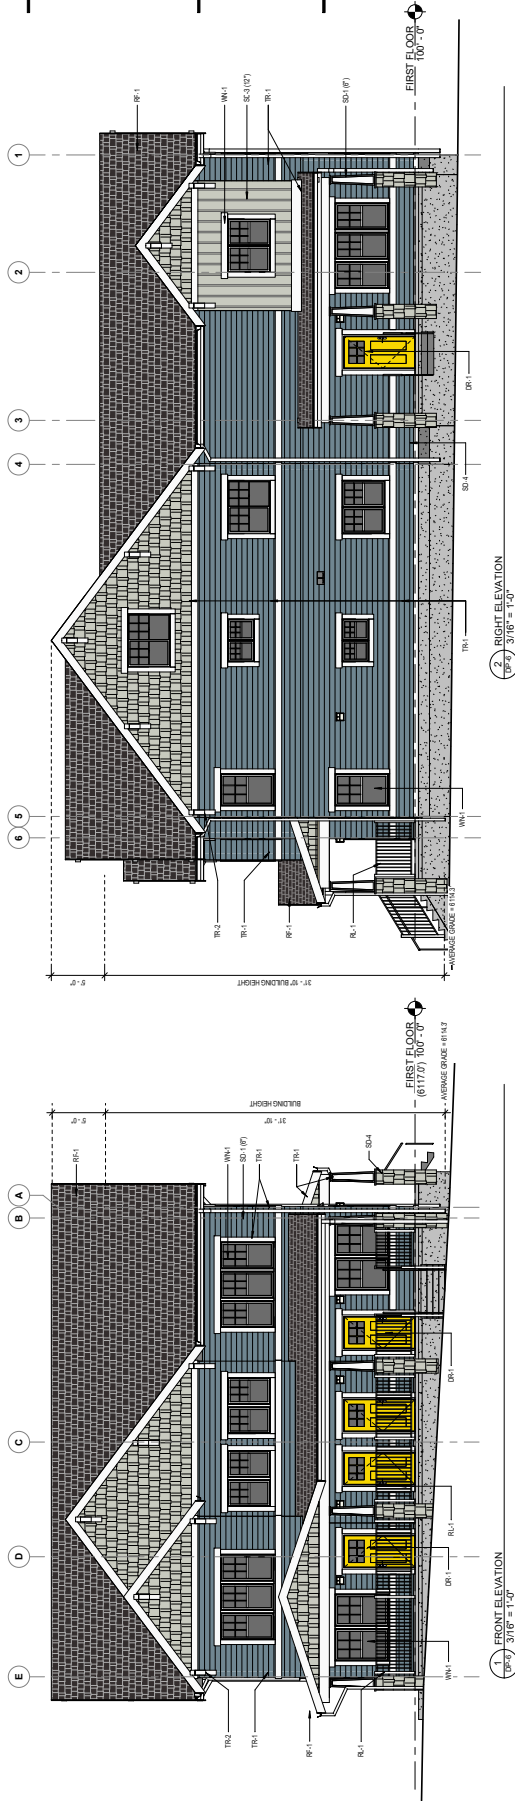 E
D
C
B
A
RF-1
5' - 0"
31' - 10"
BUILDING HEIGHT
TR-2
TR-1
RF-1
RL-1
WN-1
SD-1 (6")
TR-1
TR-1
SD-4
WN-1
DR-1
RL-1
DR-1
FIRST FLOOR
(6117.0') 100' - 0"
AVERAGE GRADE = 6114.3'
1
DP-6
FRONT ELEVATION
3/16" = 1'-0"
6
5
4
3
2
1
5' - 0"
31' - 10" BUILDING HEIGHT
TR-2
TR-1
RF-1
RL-1
RF-1
WN-1
SC-3 (12")
TR-1
SD-1 (6")
AVERAGE GRADE = 6114.3'
WN-1
TR-1
SD-4
DR-1
FIRST FLOOR
100' - 0"
2
DP-6
RIGHT ELEVATION
3/16" = 1'-0"